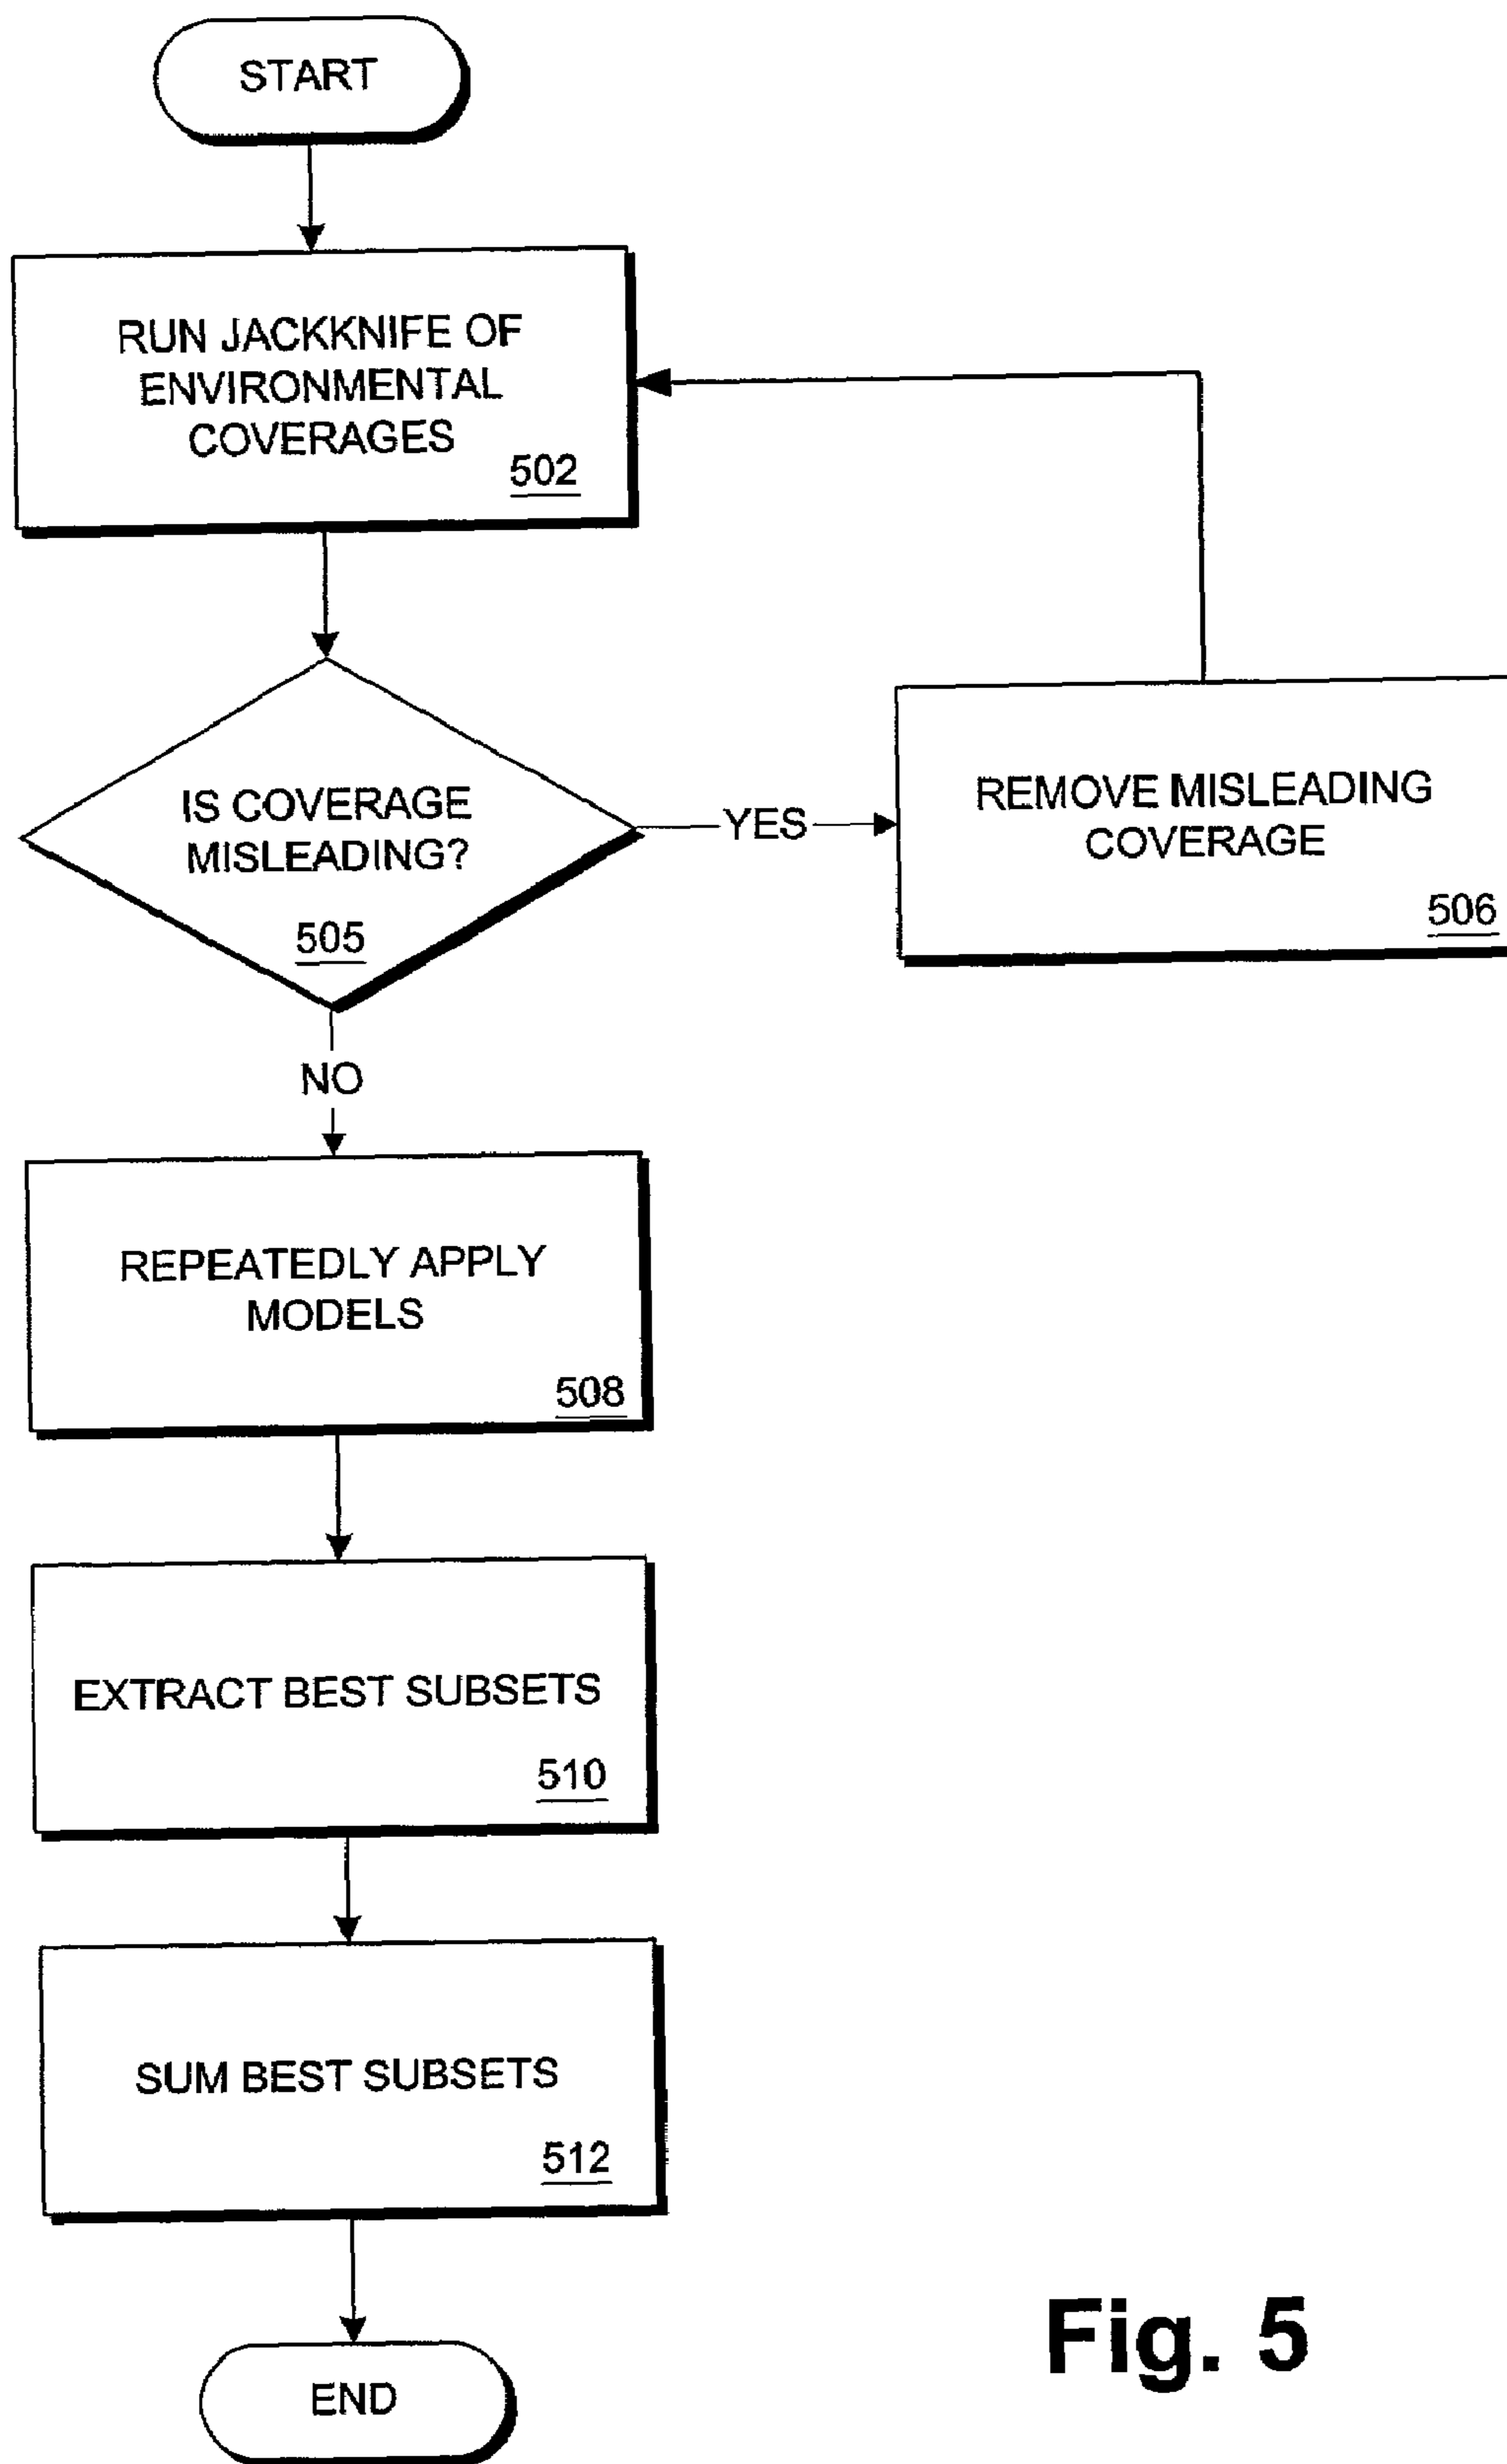 START
RUN JACKKNIFE OF
ENVIRONMENTAL
COVERAGES
502
IS COVERAGE
MISLEADING?
505
YES
REMOVE MISLEADING
COVERAGE
506
NO
REPEATEDLY APPLY
MODELS
508
EXTRACT BEST SUBSETS
510
SUM BEST SUBSETS
512
END
Fig. 5